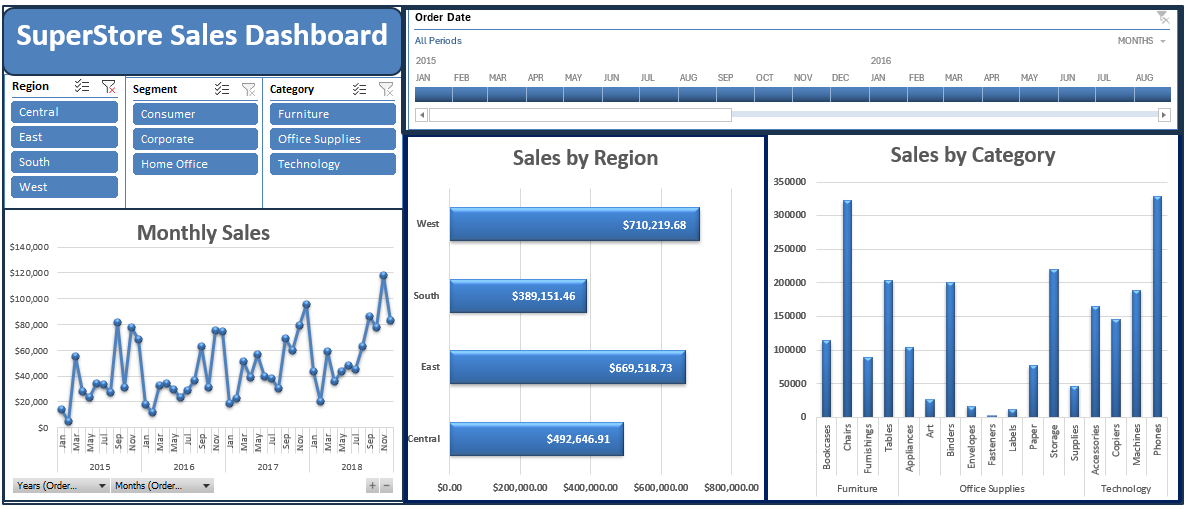 SuperStore Sales Dashboard
Order Date
All Periods
MONTHS
2015 2016
JAN FEB MAR APR MAY JUN JUL AUG SEP OCT NOV DEC JAN FEB MAR APR MAY JUN JUL AUG
Region
Central
East
South
West
Segment
Consumer
Corporate
Home Office
Category
Furniture
Office Supplies
Technology
Monthly Sales
$140,000
$120,000
$100,000
$80,000
$60,000
$40,000
$20,000
$0
Jan Mar May Jul Sep Nov Jan Mar May Jul Sep Nov Jan Mar May Jul Sep Nov Jan Mar May Jul Sep Nov
2015 2016 2017 2018
Years (Order... Months (Order...
Sales by Region
West $710,219.68
South $389,151.46
East $669,518.73
Central $492,646.91
$0.00 $200,000.00 $400,000.00 $600,000.00 $800,000.00
Sales by Category
350000
300000
250000
200000
150000
100000
50000
0
Bookcases Chairs Furnishings Tables Appliances Art Binders Envelopes Fasteners Labels Paper Storage Supplies Accessories Copiers Machines Phones
Furniture Office Supplies Technology